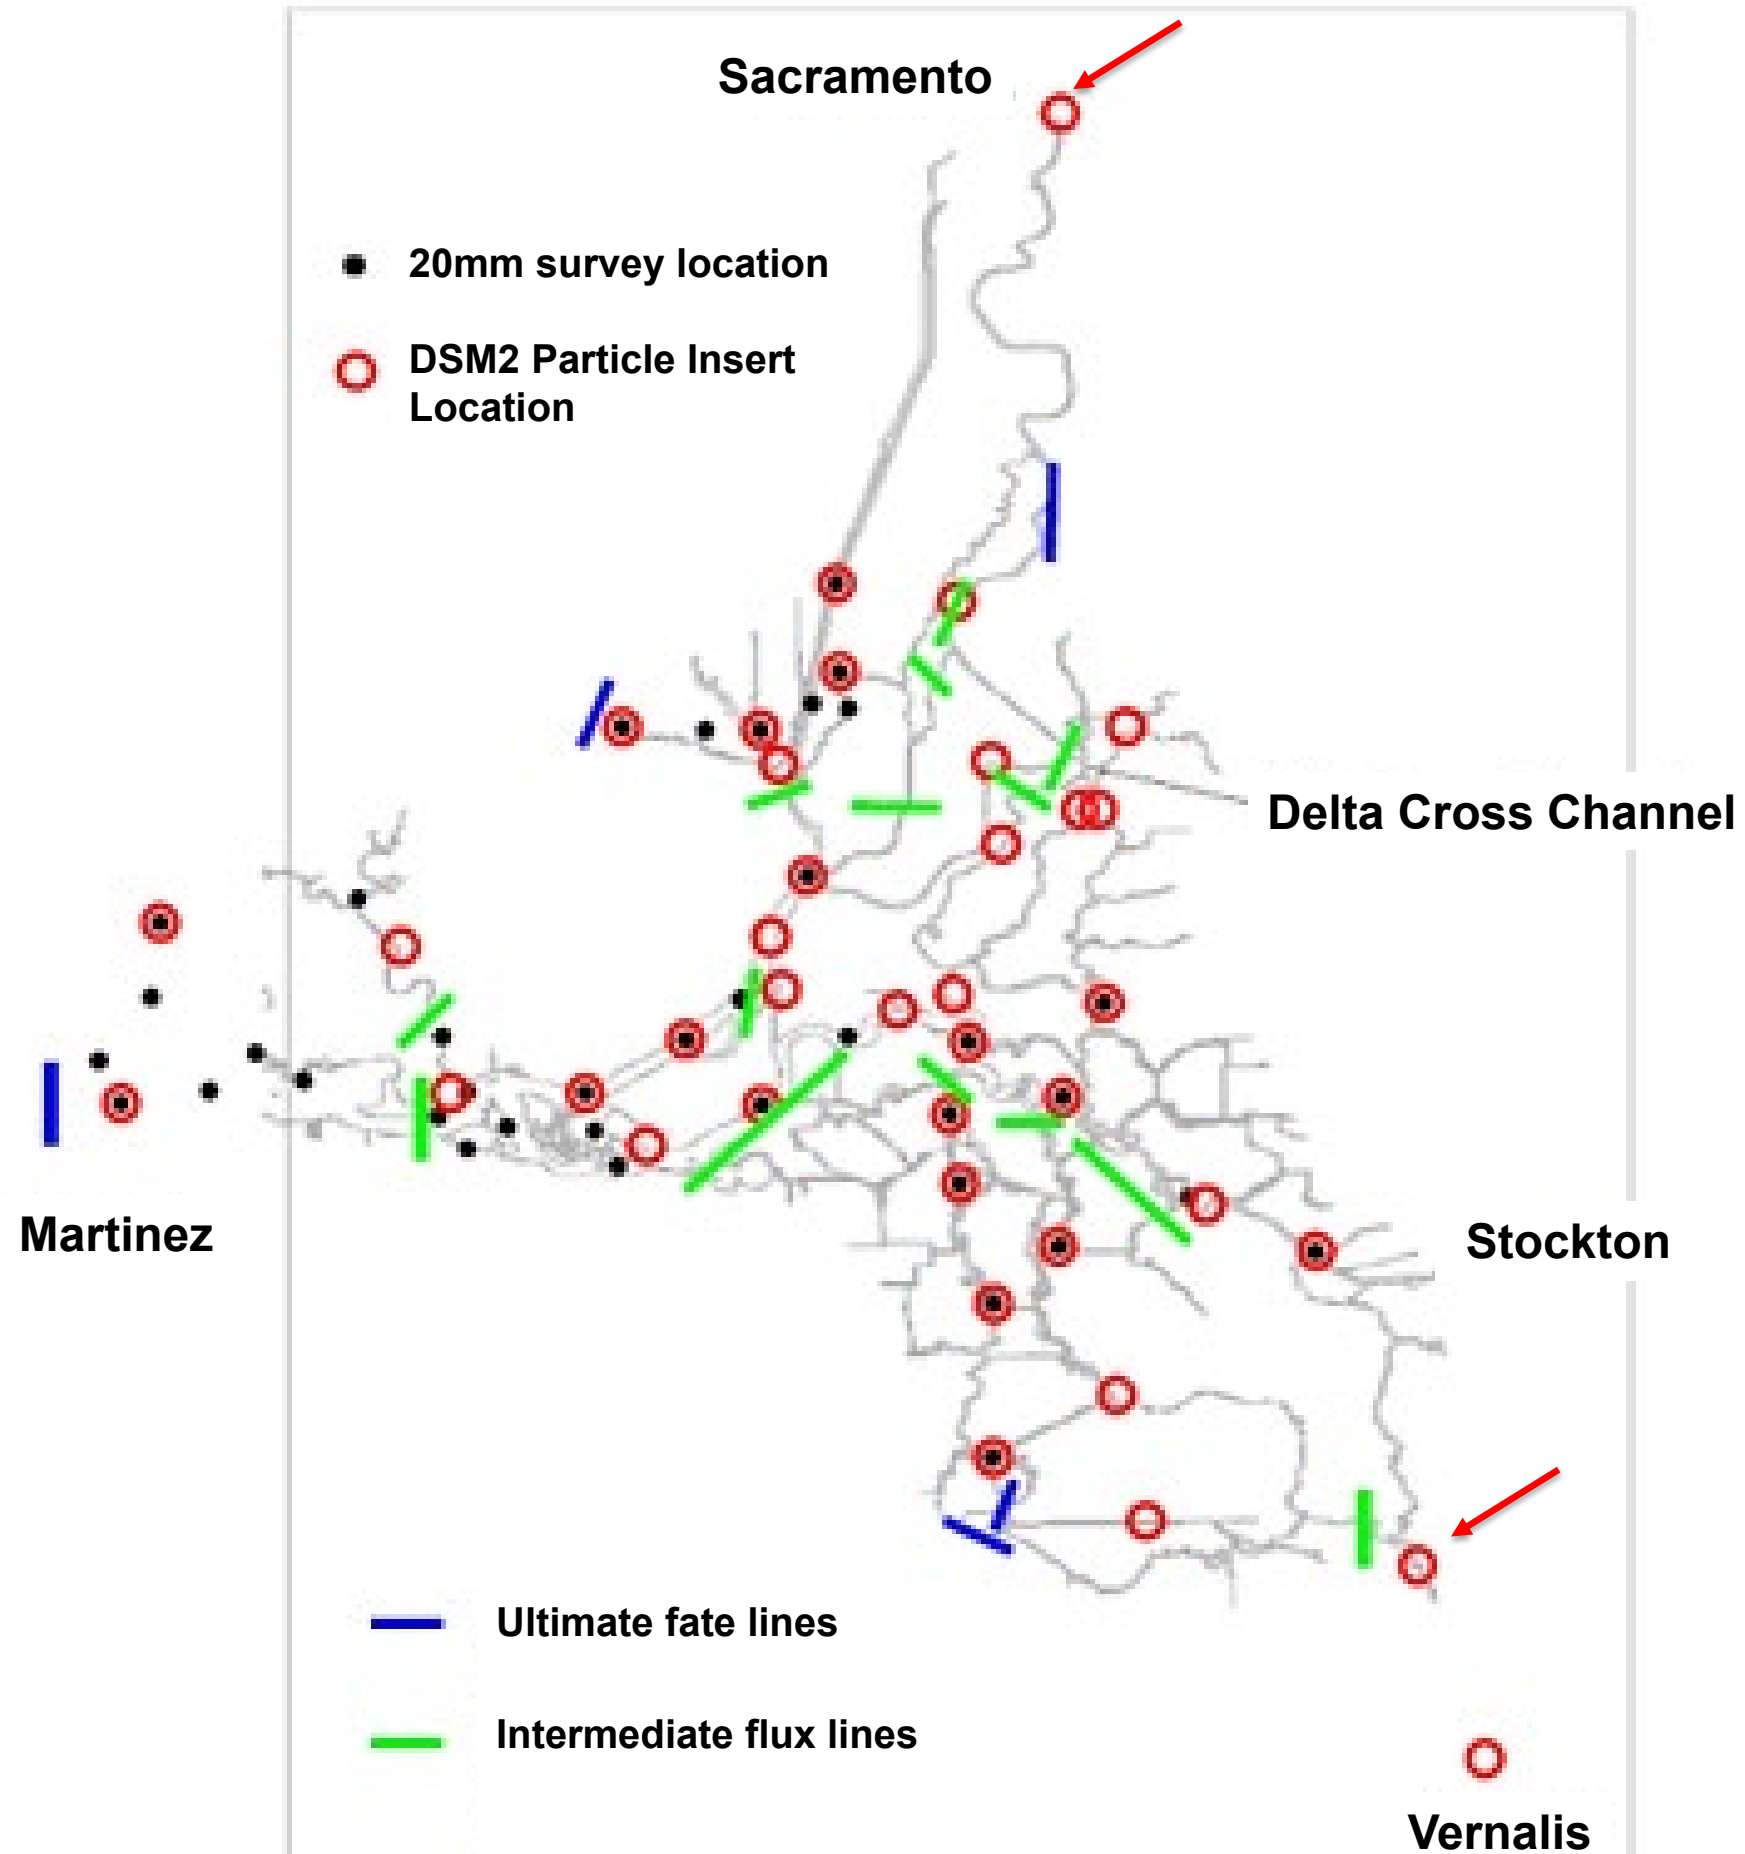 Sacramento
20mm survey location
DSM2 Particle Insert
Location
Delta Cross Channel
Martinez
Stockton
Ultimate fate lines
Intermediate flux lines
Vernalis